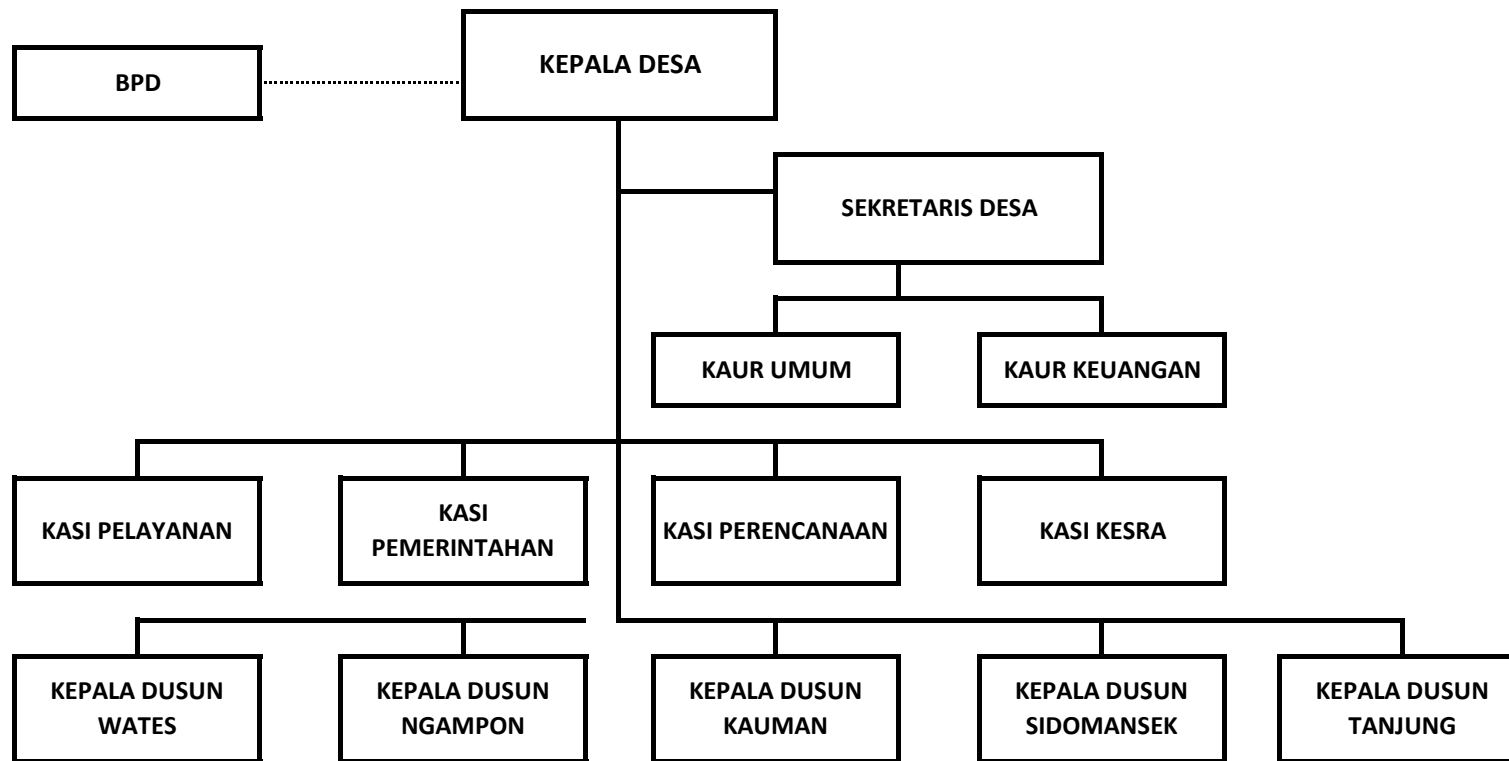 KEPALA DESA
BPD
SEKRETARIS DESA
KAUR UMUM
KAUR KEUANGAN
KASI PELAYANAN
KASI
PEMERINTAHAN
KASI PERENCANAAN
KASI KESRA
KEPALA DUSUN
WATES
KEPALA DUSUN
NGAMPON
KEPALA DUSUN
KAUMAN
KEPALA DUSUN
SIDOMANSEK
KEPALA DUSUN
TANJUNG